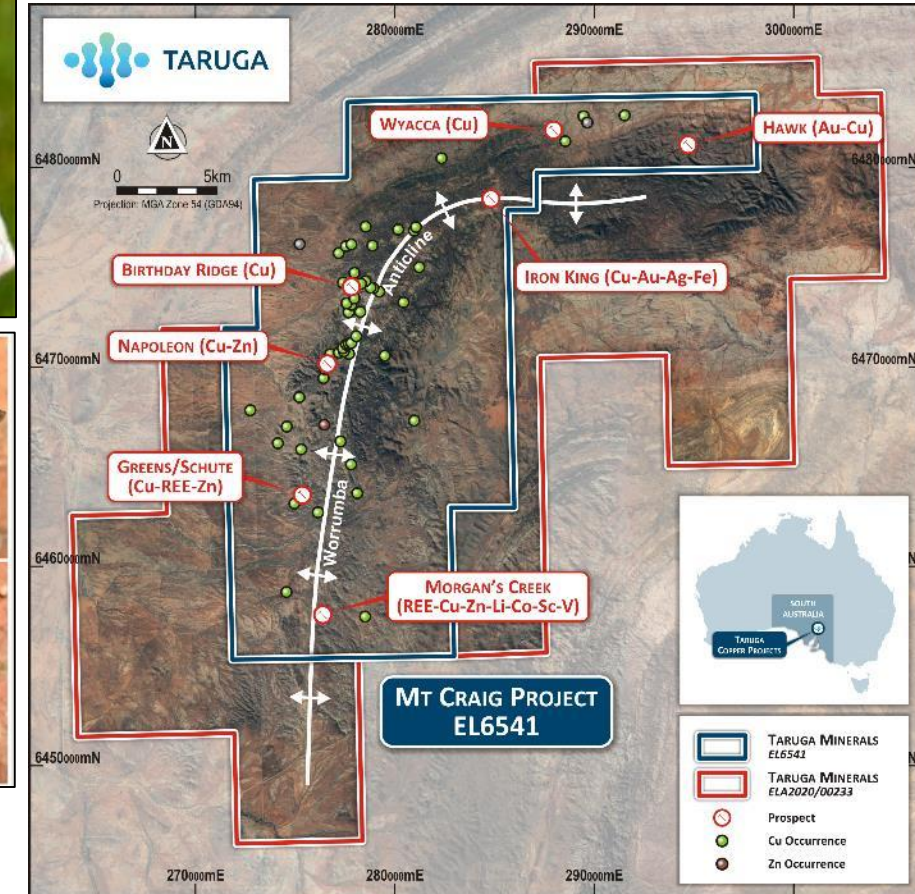 TARUGA
280000mE
290000mE
300000mE
N
0 5km
Projection: MGA Zone 54 (GDA94)
WYACCA (Cu)
HAWK (Au-Cu)
6480000mN
6480000mN
BIRTHDAY RIDGE (Cu)
Anticline
IRON KING (Cu-Au-Ag-Fe)
NAPOLEON (Cu-Zn)
6470000mN
6470000mN
GREENS/SCHUTE
(Cu-REE-Zn)
Worrumba
6460000mN
MORGAN'S CREEK
(REE-Cu-Zn-Li-Co-Sc-V)
SOUTH
AUSTRALIA
TARUGA
COPPER PROJECTS
MT CRAIG PROJECT
EL6541
6450000mN
TARUGA MINERALS
EL6541
TARUGA MINERALS
ELA2020/00233
Prospect
Cu Occurrence
Zn Occurrence
270000mE
280000mE
290000mE